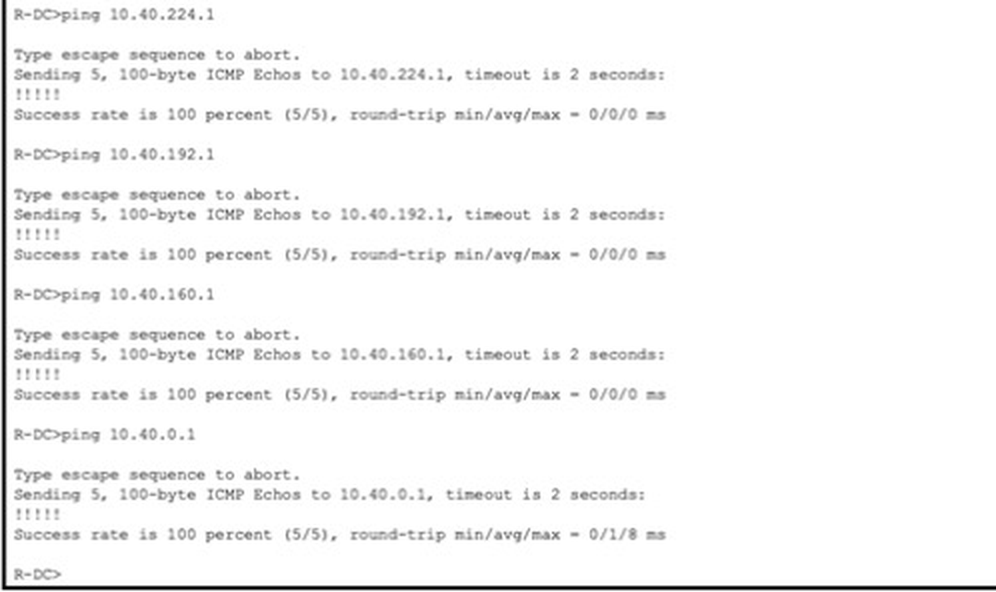 R-DC>ping 10.40.224.1
Type escape sequence to abort.
Sending 5, 100-byte ICMP Echos to 10.40.224.1, timeout is 2 seconds:
!!!!!
Success rate is 100 percent (5/5), round-trip min/avg/max = 0/0/0 ms
R-DC>ping 10.40.192.1
Type escape sequence to abort.
Sending 5, 100-byte ICMP Echos to 10.40.192.1, timeout is 2 seconds:
!!!!!
Success rate is 100 percent (5/5), round-trip min/avg/max = 0/0/0 ms
R-DC>ping 10.40.160.1
Type escape sequence to abort.
Sending 5, 100-byte ICMP Echos to 10.40.160.1, timeout is 2 seconds:
!!!!!
Success rate is 100 percent (5/5), round-trip min/avg/max = 0/0/0 ms
R-DC>ping 10.40.0.1
Type escape sequence to abort.
Sending 5, 100-byte ICMP Echos to 10.40.0.1, timeout is 2 seconds:
!!!!!
Success rate is 100 percent (5/5), round-trip min/avg/max = 0/1/8 ms
R-DC>